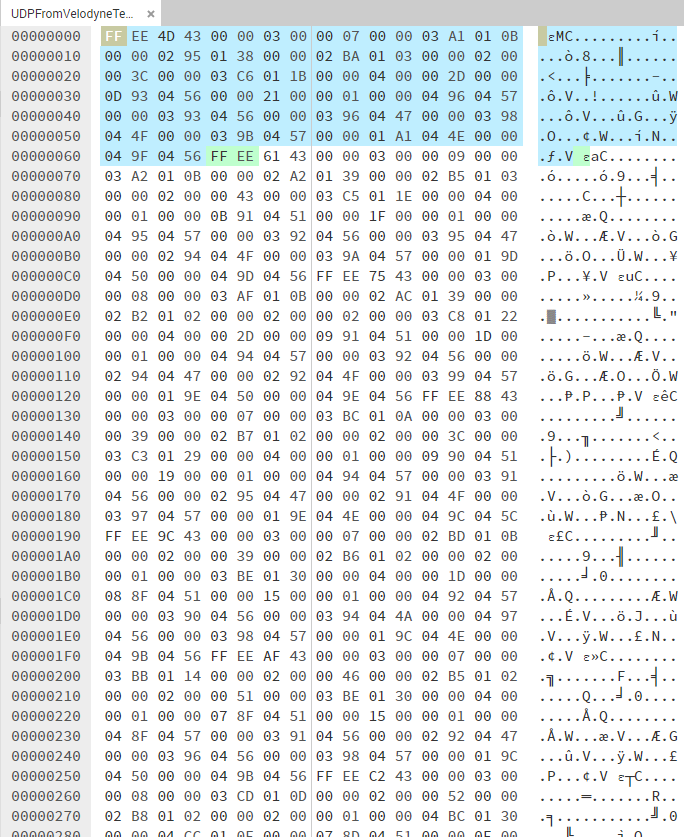 UDPFromVelodyneTe... ×
00000000 FF EE 4D 43 00 00 03 00 00 07 00 00 03 A1 01 0B εMC.........í..
00000010 00 00 02 95 01 38 00 00 02 BA 01 03 00 00 02 00 ...ò.8...║......
00000020 00 3C 00 00 03 C6 01 1B 00 00 04 00 00 2D 00 00 .<...╞.......-..
00000030 0D 93 04 56 00 00 21 00 00 01 00 00 04 96 04 57 .ô.V..!......û.W
00000040 00 00 03 93 04 56 00 00 03 96 04 47 00 00 03 98 ...ô.V...û.G...ÿ
00000050 04 4F 00 00 03 9B 04 57 00 00 01 A1 04 4E 00 00 .O...¢.W...í.N..
00000060 04 9F 04 56 FF EE 61 43 00 00 03 00 00 09 00 00 .ƒ.V εaC........
00000070 03 A2 01 0B 00 00 02 A2 01 39 00 00 02 B5 01 03 .ó.....ó.9...╡..
00000080 00 00 02 00 00 43 00 00 03 C5 01 1E 00 00 04 00 .....C...┼......
00000090 00 01 00 00 0B 91 04 51 00 00 1F 00 00 01 00 00 .....æ.Q........
000000A0 04 95 04 57 00 00 03 92 04 56 00 00 03 95 04 47 .ò.W...Æ.V...ò.G
000000B0 00 00 02 94 04 4F 00 00 03 9A 04 57 00 00 01 9D ...ö.O...Ü.W...¥
000000C0 04 50 00 00 04 9D 04 56 FF EE 75 43 00 00 03 00 .P...¥.V εuC....
000000D0 00 08 00 00 03 AF 01 0B 00 00 02 AC 01 39 00 00 .....».....¼.9..
000000E0 02 B2 01 02 00 00 02 00 00 02 00 00 03 C8 01 22 .▓...........╚."
000000F0 00 00 04 00 00 2D 00 00 09 91 04 51 00 00 1D 00 .....-...æ.Q....
00000100 00 01 00 00 04 94 04 57 00 00 03 92 04 56 00 00 .....ö.W...Æ.V..
00000110 02 94 04 47 00 00 02 92 04 4F 00 00 03 99 04 57 .ö.G...Æ.O...Ö.W
00000120 00 00 01 9E 04 50 00 00 04 9E 04 56 FF EE 88 43 ...₧.P...₧.V εêC
00000130 00 00 03 00 00 07 00 00 03 BC 01 0A 00 00 03 00 .........╝......
00000140 00 39 00 00 02 B7 01 02 00 00 02 00 00 3C 00 00 .9...╖.......<..
00000150 03 C3 01 29 00 00 04 00 00 01 00 00 09 90 04 51 .├.).........É.Q
00000160 00 00 19 00 00 01 00 00 04 94 04 57 00 00 03 91 .........ö.W...æ
00000170 04 56 00 00 02 95 04 47 00 00 02 91 04 4F 00 00 .V...ò.G...æ.O..
00000180 03 97 04 57 00 00 01 9E 04 4E 00 00 04 9C 04 5C .ù.W...₧.N...£.\
00000190 FF EE 9C 43 00 00 03 00 00 07 00 00 02 BD 01 0B ε£C.........╜..
000001A0 00 00 02 00 00 39 00 00 02 B6 01 02 00 00 02 00 .....9...╢......
000001B0 00 01 00 00 03 BE 01 30 00 00 04 00 00 1D 00 00 .....╛.0........
000001C0 08 8F 04 51 00 00 15 00 00 01 00 00 04 92 04 57 .Å.Q.........Æ.W
000001D0 00 00 03 90 04 56 00 00 03 94 04 4A 00 00 04 97 ...É.V...ö.J...ù
000001E0 04 56 00 00 03 98 04 57 00 00 01 9C 04 4E 00 00 .V...ÿ.W...£.N..
000001F0 04 9B 04 56 FF EE AF 43 00 00 03 00 00 07 00 00 .¢.V ε»C........
00000200 03 BB 01 14 00 00 02 00 00 46 00 00 02 B5 01 02 .╗.......F...╡..
00000210 00 00 02 00 00 51 00 00 03 BE 01 30 00 00 04 00 .....Q...╛.0....
00000220 00 01 00 00 07 8F 04 51 00 00 15 00 00 01 00 00 .....Å.Q........
00000230 04 8F 04 57 00 00 03 91 04 56 00 00 02 92 04 47 .Å.W...æ.V...Æ.G
00000240 00 00 03 96 04 56 00 00 03 98 04 57 00 00 01 9C ...û.V...ÿ.W...£
00000250 04 50 00 00 04 9B 04 56 FF EE C2 43 00 00 03 00 .P...¢.V ε┬C....
00000260 00 08 00 00 03 CD 01 0D 00 00 02 00 00 52 00 00 .....═.......R..
00000270 02 B8 01 02 00 00 02 00 00 01 00 00 04 BC 01 30 .╕...........╝.0
00000280 00 00 04 CC 01 0F 00 00 07 8D 04 51 00 00 0F 00